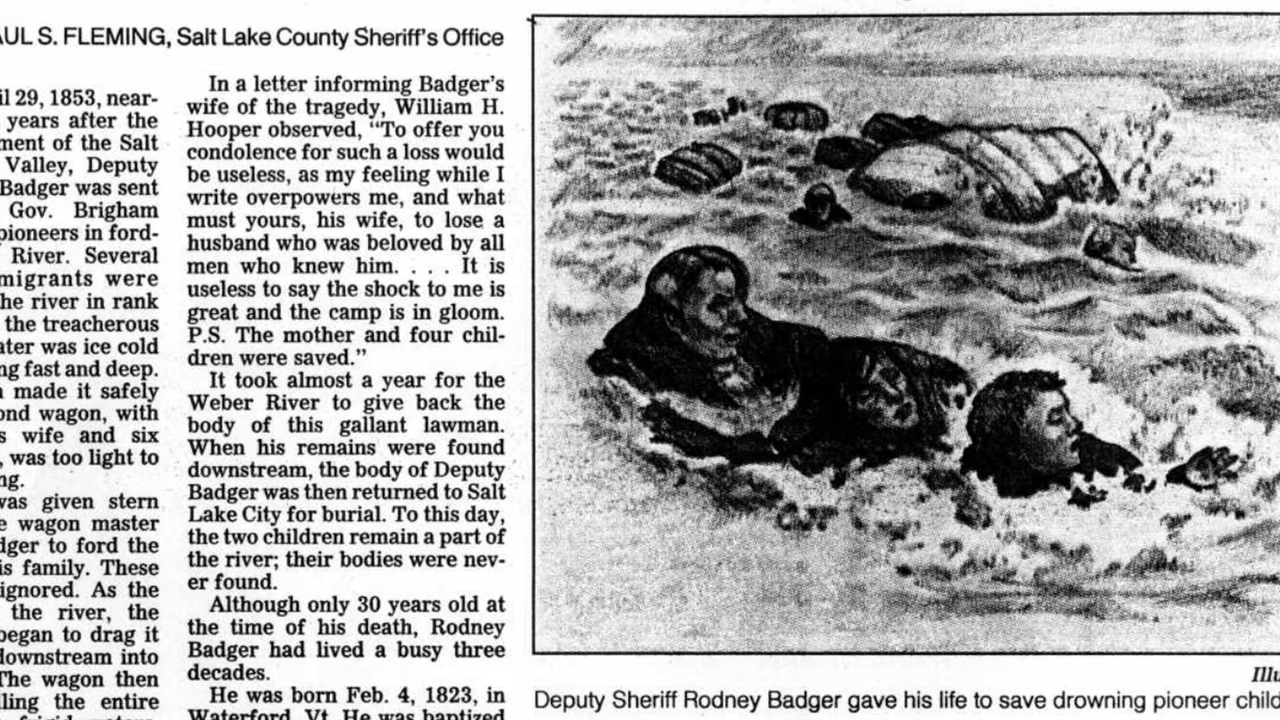 AUL S. FLEMING, Salt Lake County Sheriff's Office
il 29, 1853, near-
years after the
ment of the Salt
Valley, Deputy
Badger was sent
Gov. Brigham
pioneers in ford-
River. Several
migrants were
he river in rank
the treacherous
ater was ice cold
ng fast and deep.
made it safely
ond wagon, with
s wife and six
, was too light to
ng.
was given stern
e wagon master
dger to ford the
is family. These
ignored. As the
the river, the
began to drag it
downstream into
The wagon then
lling the entire
In a letter informing Badger's
wife of the tragedy, William H.
Hooper observed, “To offer you
condolence for such a loss would
be useless, as my feeling while I
write overpowers me, and what
must yours, his wife, to lose a
husband who was beloved by all
men who knew him. . . . It is
useless to say the shock to me is
great and the camp is in gloom.
P.S. The mother and four chil-
dren were saved.”
It took almost a year for the
Weber River to give back the
body of this gallant lawman.
When his remains were found
downstream, the body of Deputy
Badger was then returned to Salt
Lake City for burial. To this day,
the two children remain a part of
the river; their bodies were nev-
er found.
Although only 30 years old at
the time of his death, Rodney
Badger had lived a busy three
decades.
He was born Feb. 4, 1823, in
Waterford, Vt. He was baptized
Illu
Deputy Sheriff Rodney Badger gave his life to save drowning pioneer child